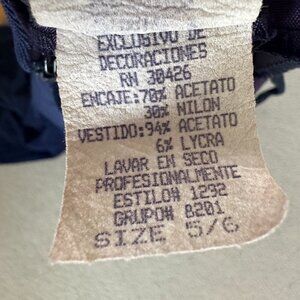 EXCLUSIVO DE
DECORACIONES
RN 30426
ENCAJE:70% ACETATO
30% NILON
VESTIDO:94% ACETATO
6% LYCRA
LAVAR EM SECO
PROFESIONALMENTE
ESTILO# 1232
GRUPO# 8201
SIZE 5/6